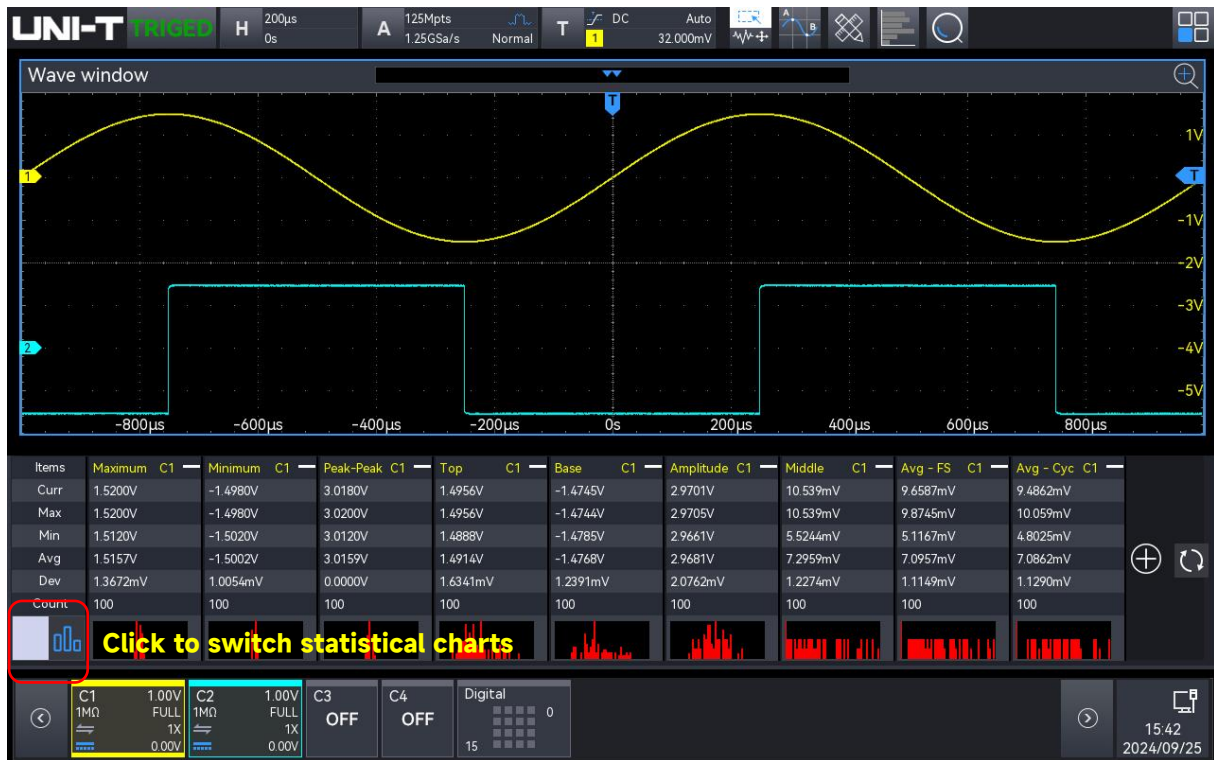 UNI-T TRIGED H 200µs 0s A 125Mpts 1.25GSa/s Normal T DC 1 Auto 32.000mV A B
Wave window
T
1V
1 T
-1V
-2V
-3V
2 -4V
-5V
-800µs -600µs -400µs -200µs 0s 200µs 400µs 600µs 800µs
Items Maximum C1 Minimum C1 Peak-Peak C1 Top C1 Base C1 Amplitude C1 Middle C1 Avg - FS C1 Avg - Cyc C1
Curr 1.5200V -1.4980V 3.0180V 1.4956V -1.4745V 2.9701V 10.539mV 9.6587mV 9.4862mV
Max 1.5200V -1.4980V 3.0200V 1.4956V -1.4744V 2.9705V 10.539mV 9.8745mV 10.059mV
Min 1.5120V -1.5020V 3.0120V 1.4888V -1.4785V 2.9661V 5.5244mV 5.1167mV 4.8025mV
Avg 1.5157V -1.5002V 3.0159V 1.4914V -1.4768V 2.9681V 7.2959mV 7.0957mV 7.0862mV
Dev 1.3672mV 1.0054mV 0.0000V 1.6341mV 1.2391mV 2.0762mV 1.2274mV 1.1149mV 1.1290mV
Count 100 100 100 100 100 100 100 100 100
Click to switch statistical charts
C1 1.00V C2 1.00V C3 C4 Digital
1MΩ FULL 1MΩ FULL OFF OFF 0
1X 1X
0.00V 0.00V 15
15:42
2024/09/25